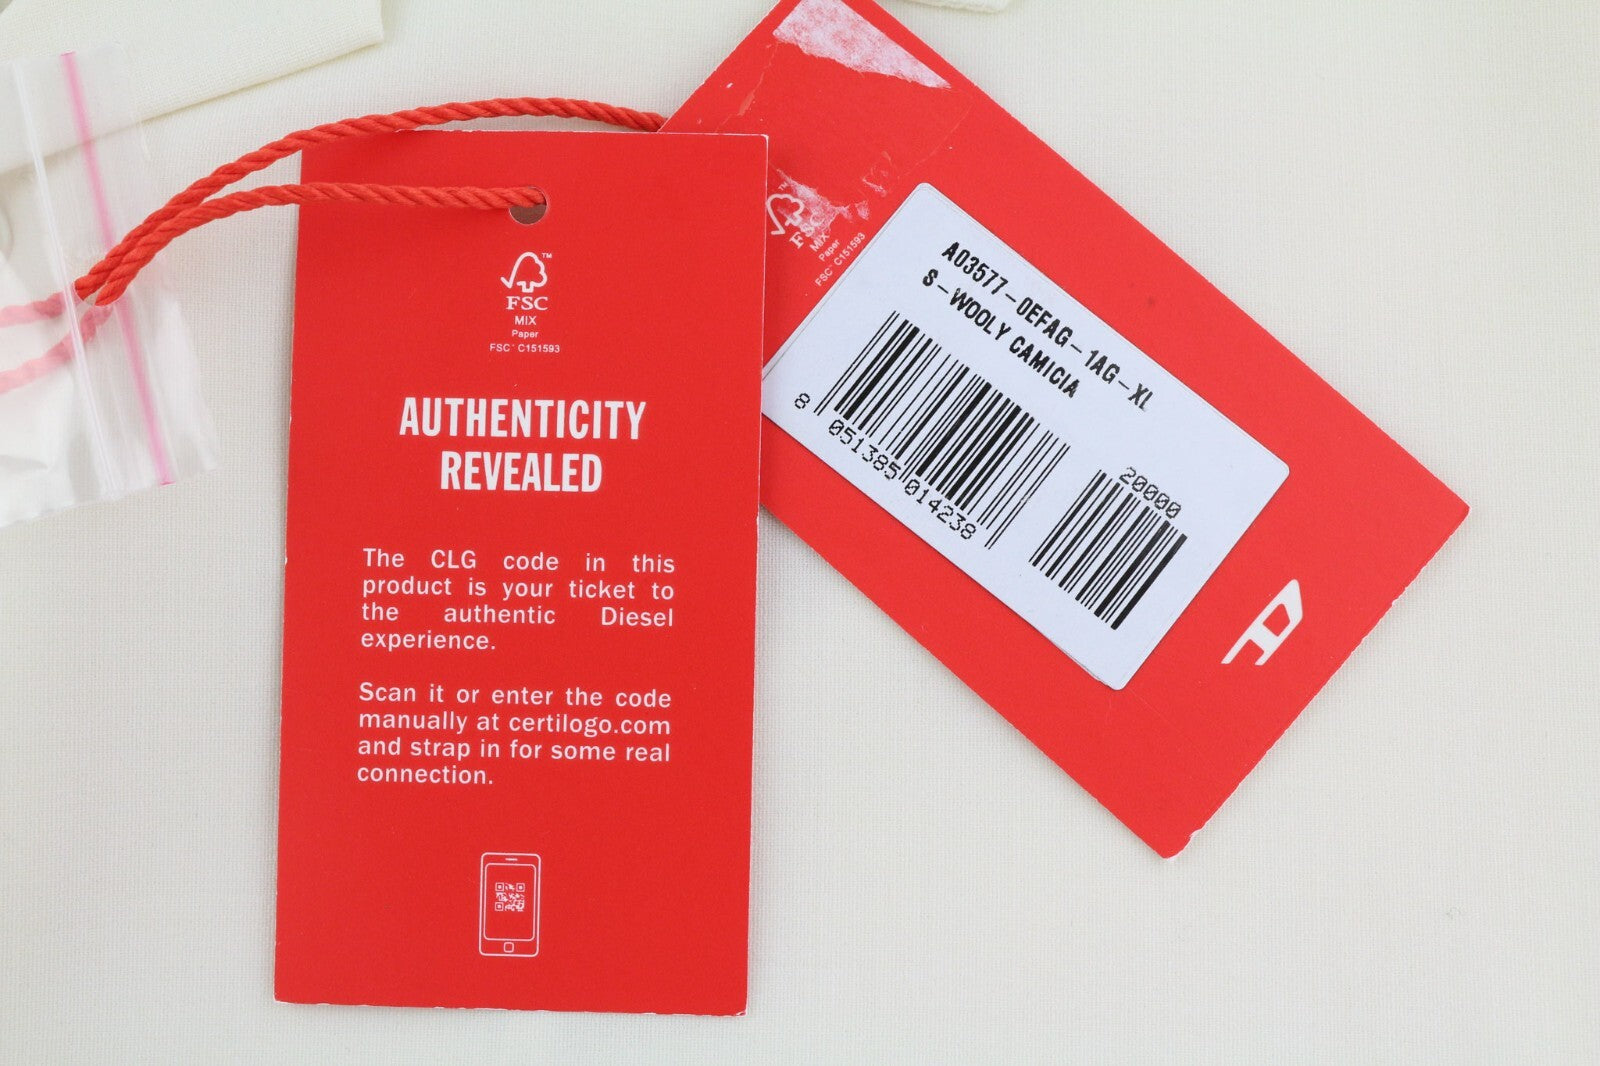 FSC
MIX
Paper
FSC™ C151593
AUTHENTICITY
REVEALED
The CLG code in this
product is your ticket to
the authentic Diesel
experience.
Scan it or enter the code
manually at certilogo.com
and strap in for some real
connection.
FSC
MIX
Paper
FSC™ C151593
A03577-0EFAG-1AG-XL
S-WOOLY CAMICIA
8 051385 014238
20000
D